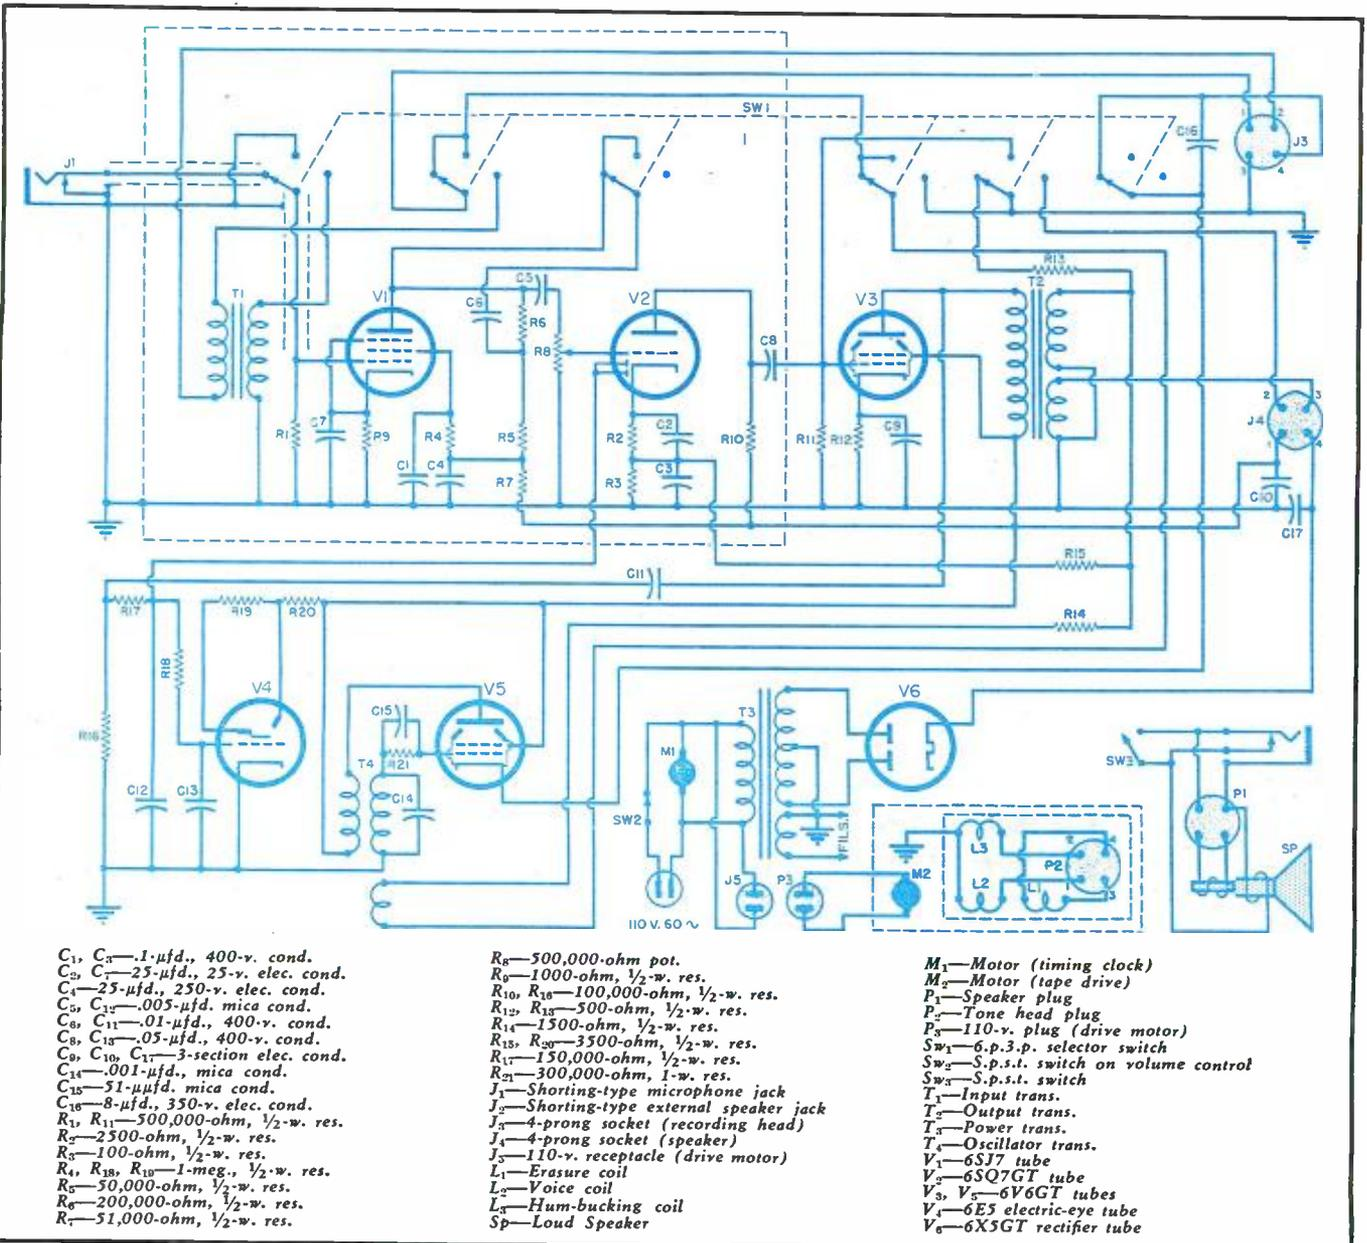 SW1
J1
C16
1
2
J3
3
4
T1
V1
C5
C6
R6
V2
R8
C8
V3
R13
T2
2
3
J4
1
4
R1
C7
R9
R4
C1
C4
R5
R7
R2
C2
R3
C3
R10
R11
R12
C9
C10
C17
C11
R15
R14
R17
R19
R20
R18
V4
R16
C12
C13
C15
V5
R21
T4
C14
M1
T3
V6
SW2
FILS.
J5
P3
M2
L3
2
4
P2
L2
L1
3
SW3
P1
SP
110 V. 60 ~
C1, C3—.1-µfd., 400-v. cond.
C2, C7—25-µfd., 25-v. elec. cond.
C4—25-µfd., 250-v. elec. cond.
C5, C12—.005-µfd. mica cond.
C6, C11—.01-µfd., 400-v. cond.
C8, C13—.05-µfd., 400-v. cond.
C9, C10, C17—3-section elec. cond.
C14—.001-µfd., mica cond.
C15—51-µµfd. mica cond.
C16—8-µfd., 350-v. elec. cond.
R1, R11—500,000-ohm, ½-w. res.
R2—2500-ohm, ½-w. res.
R3—100-ohm, ½-w. res.
R4, R18, R19—1-meg., ½-w. res.
R5—50,000-ohm, ½-w. res.
R6—200,000-ohm, ½-w. res.
R7—51,000-ohm, ½-w. res.
R8—500,000-ohm pot.
R9—1000-ohm, ½-w. res.
R10, R16—100,000-ohm, ½-w. res.
R12, R13—500-ohm, ½-w. res.
R14—1500-ohm, ½-w. res.
R15, R20—3500-ohm, ½-w. res.
R17—150,000-ohm, ½-w. res.
R21—300,000-ohm, 1-w. res.
J1—Shorting-type microphone jack
J2—Shorting-type external speaker jack
J3—4-prong socket (recording head)
J4—4-prong socket (speaker)
J5—110-v. receptacle (drive motor)
L1—Erasure coil
L2—Voice coil
L3—Hum-bucking coil
Sp—Loud Speaker
M1—Motor (timing clock)
M2—Motor (tape drive)
P1—Speaker plug
P2—Tone head plug
P3—110-v. plug (drive motor)
Sw1—6.p.3.p. selector switch
Sw2—S.p.s.t. switch on volume control
Sw3—S.p.s.t. switch
T1—Input trans.
T2—Output trans.
T3—Power trans.
T4—Oscillator trans.
V1—6SJ7 tube
V2—6SQ7GT tube
V3, V5—6V6GT tubes
V4—6E5 electric-eye tube
V6—6X5GT rectifier tube